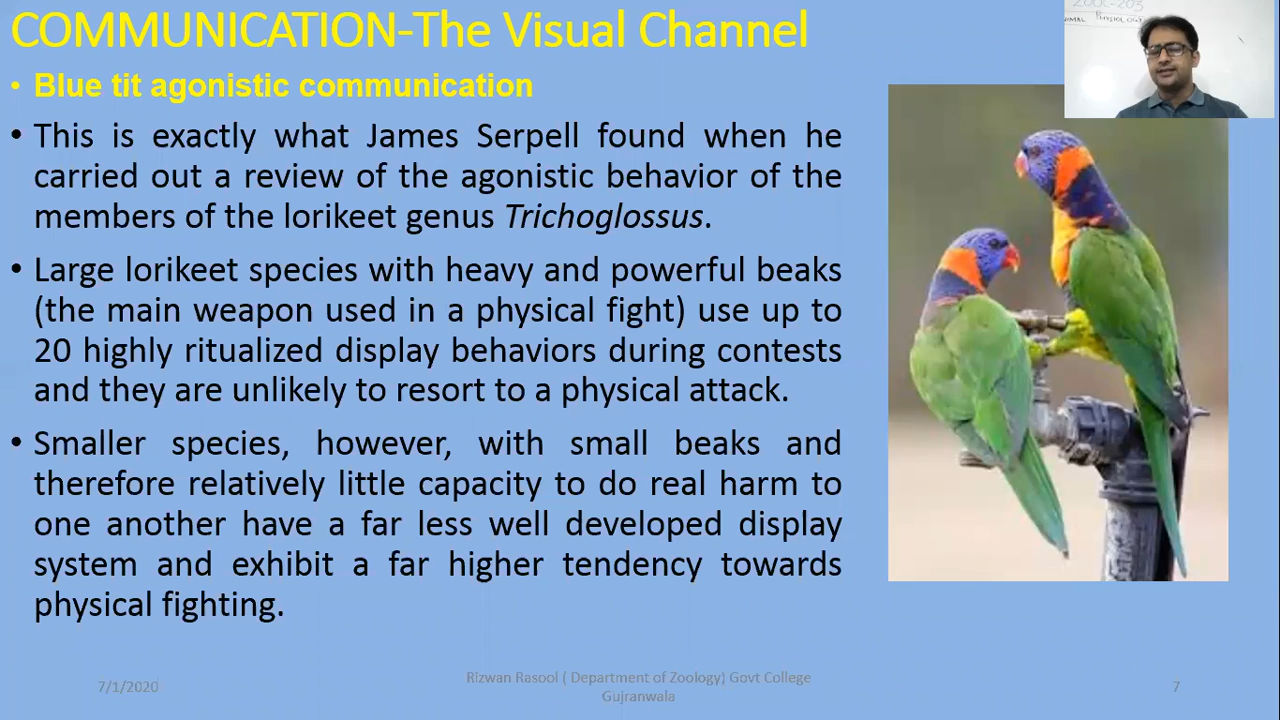 COMMUNICATION-The Visual Channel
• Blue tit agonistic communication
• This is exactly what James Serpell found when he
carried out a review of the agonistic behavior of the
members of the lorikeet genus Trichoglossus.
• Large lorikeet species with heavy and powerful beaks
(the main weapon used in a physical fight) use up to
20 highly ritualized display behaviors during contests
and they are unlikely to resort to a physical attack.
• Smaller species, however, with small beaks and
therefore relatively little capacity to do real harm to
one another have a far less well developed display
system and exhibit a far higher tendency towards
physical fighting.
7/1/2020
Rizwan Rasool ( Department of Zoology) Govt College
Gujranwala
7